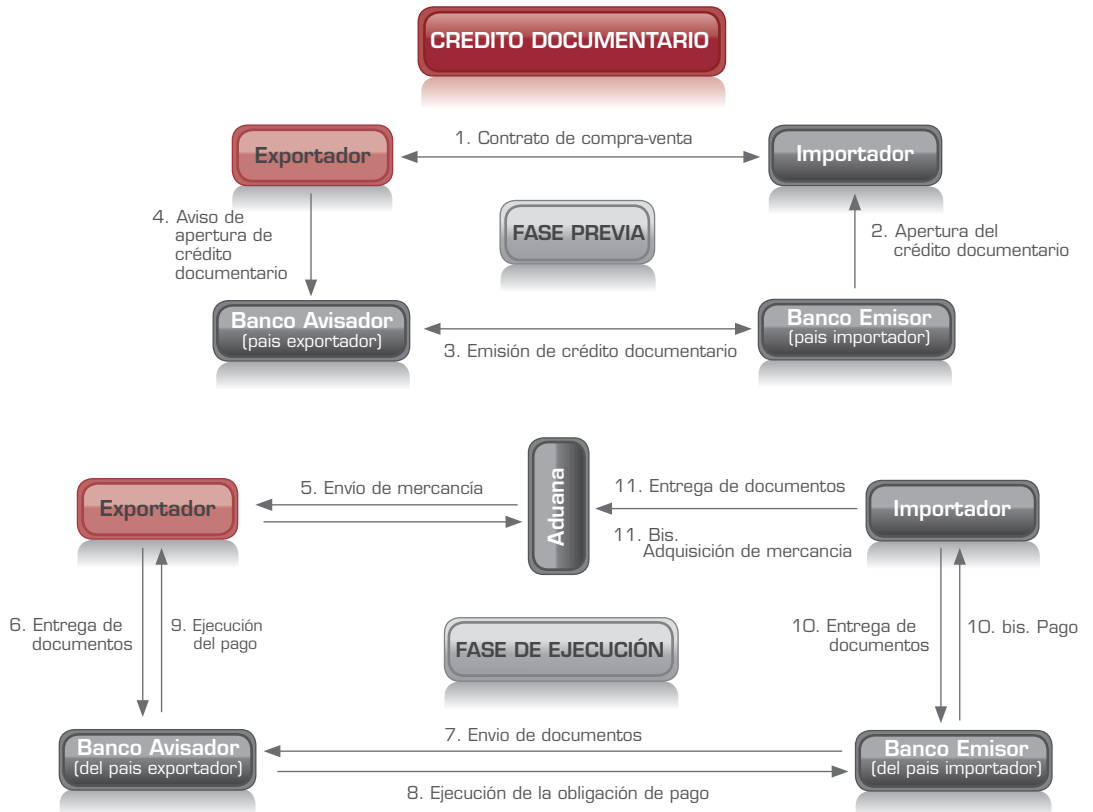 CREDITO DOCUMENTARIO
Exportador
1. Contrato de compra-venta
Importador
4. Aviso de
apertura de
crédito
documentario
FASE PREVIA
2. Apertura del
crédito documentario
Banco Avisador
(pais exportador)
3. Emisión de crédito documentario
Banco Emisor
(pais importador)
Exportador
5. Envío de mercancía
Aduana
11. Entrega de documentos
11. Bis.
Adquisición de mercancia
Importador
6. Entrega de
documentos
9. Ejecución
del pago
FASE DE EJECUCIÓN
10. Entrega de
documentos
10. bis. Pago
Banco Avisador
(del pais exportador)
7. Envio de documentos
8. Ejecución de la obligación de pago
Banco Emisor
(del pais importador)